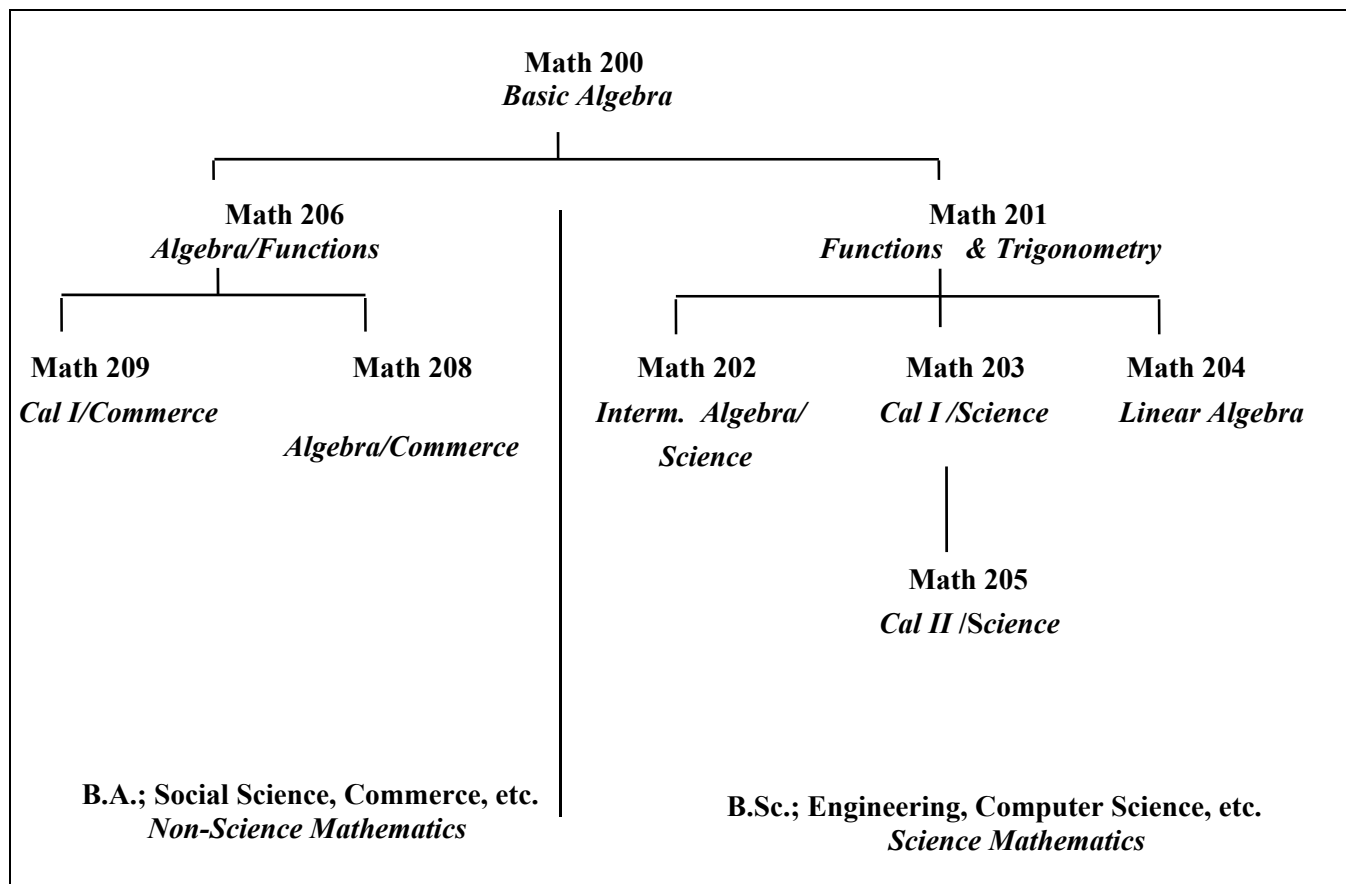 Math 200
Basic Algebra
Math 206
Algebra/Functions
Math 201
Functions & Trigonometry
Math 209
Cal I/Commerce
Math 208
Algebra/Commerce
Math 202
Interm. Algebra/
Science
Math 203
Cal I /Science
Math 204
Linear Algebra
Math 205
Cal II /Science
B.A.; Social Science, Commerce, etc.
Non-Science Mathematics
B.Sc.; Engineering, Computer Science, etc.
Science Mathematics